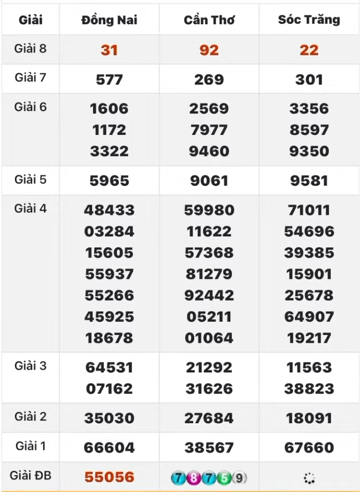 Giải Đồng Nai Cần Thơ Sóc Trăng
Giải 8 31 92 22
Giải 7 577 269 301
Giải 6 1606 2569 3356
1172 7977 8597
3322 9460 9350
Giải 5 5965 9061 9581
Giải 4 48433 59980 71011
03284 11622 54696
15605 57368 39385
55937 81279 15901
55266 92442 25678
45925 05211 64907
18678 01064 19217
Giải 3 64531 21292 11563
07162 31626 38823
Giải 2 35030 27684 18091
Giải 1 66604 38567 67660
Giải ĐB 55056 78759